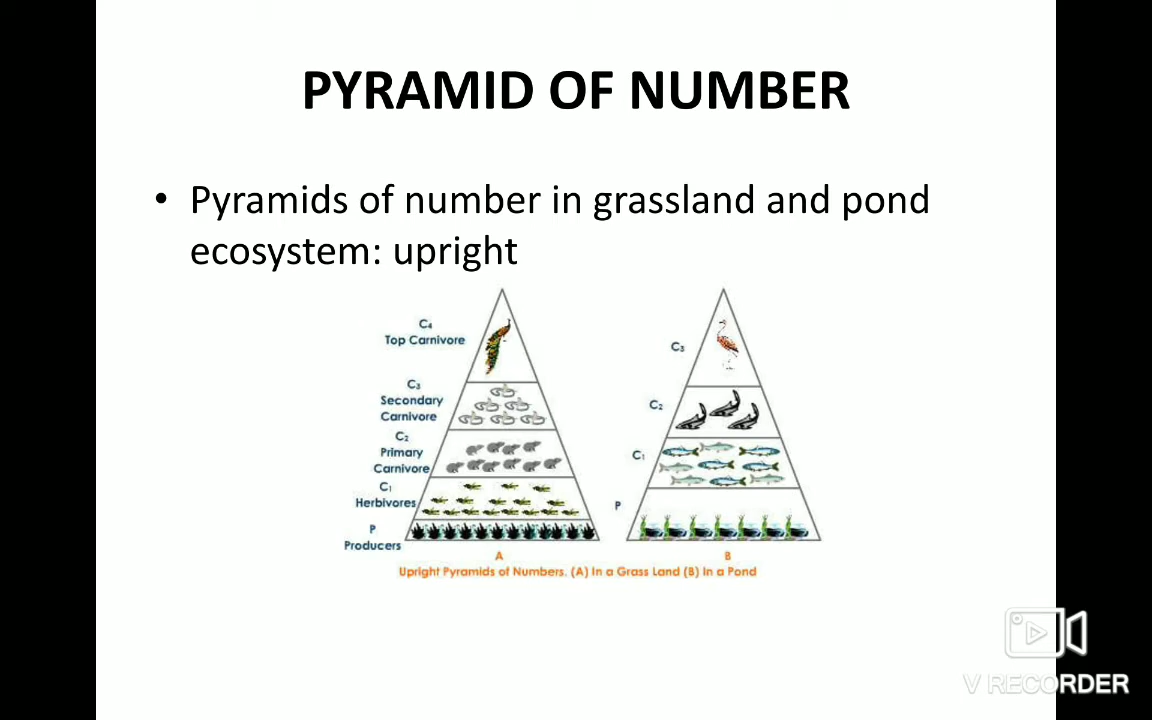 PYRAMID OF NUMBER
• Pyramids of number in grassland and pond
ecosystem: upright
C4
Top Carnivore
C3
Secondary
Carnivore
C2
Primary
Carnivore
C1
Herbivores
P
Producers
A
C3
C2
C1
P
B
Upright Pyramids of Numbers. (A) In a Grass Land (B) In a Pond
V RECORDER